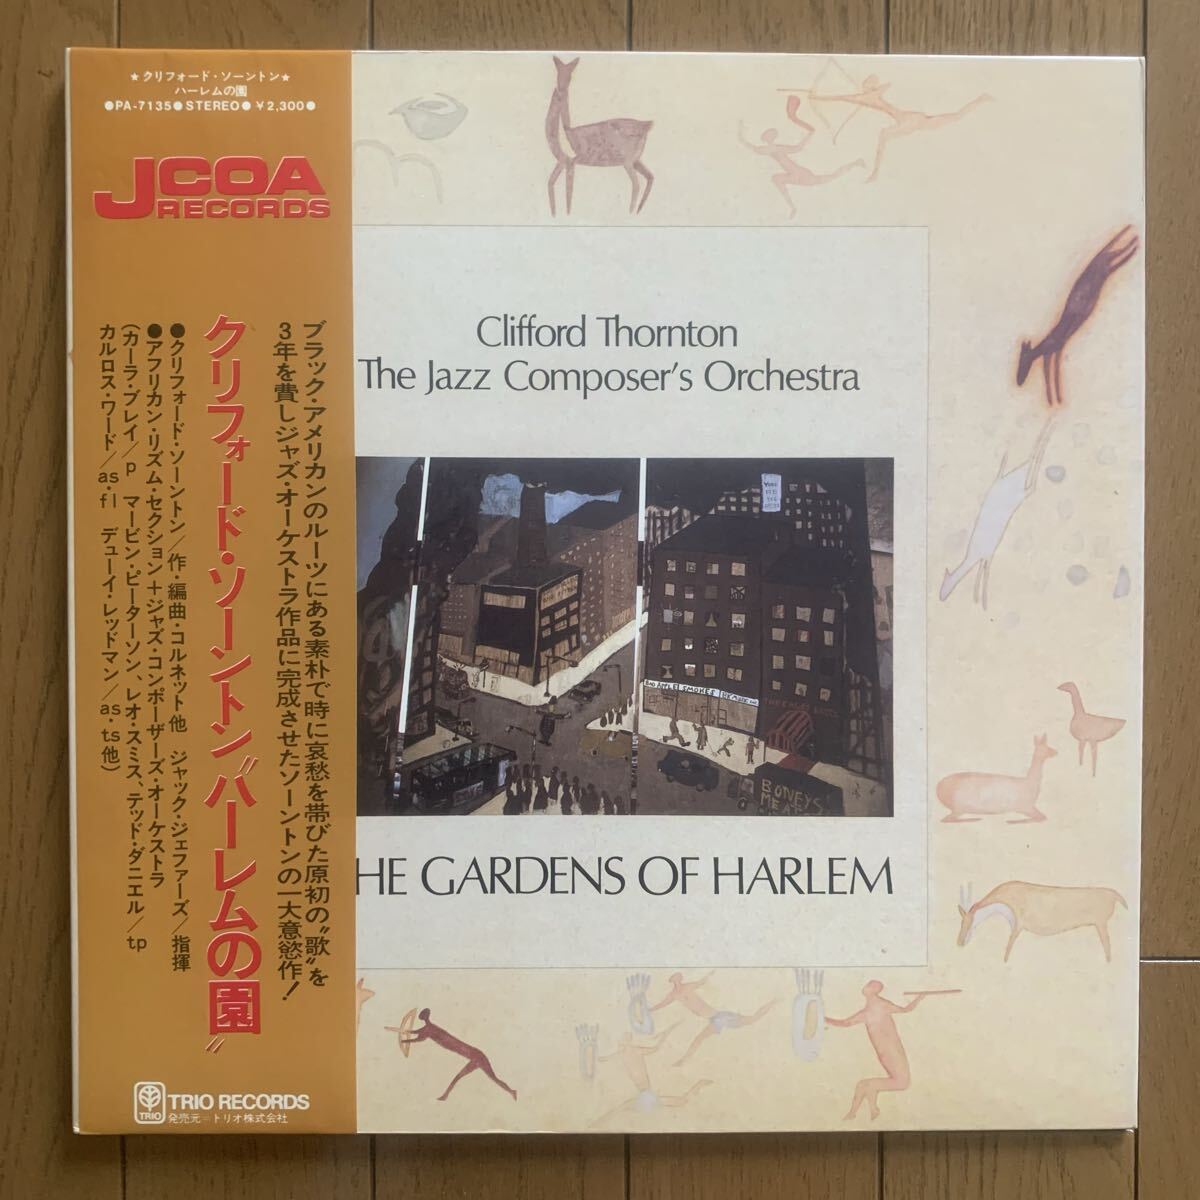 ★クリフォード・ソーントン★
ハーレムの園
●PA-7135●STEREO●¥2,300●
JCOA
RECORDS
ブラック・アメリカンのルーツにある素朴で時に哀愁を帯びた原初の“歌”を
3年を費しジャズ・オーケストラ作品に完成させたソーントンの一大意慾作!
クリフォード・ソーントン“ハーレムの園”
●クリフォード・ソーントン/作・編曲・コルネット他 ジャック・ジェファーズ/指揮
●アフリカン・リズム・セクション+ジャズ・コンポーザーズ・オーケストラ
(カーラ・ブレイ/p マービン・ピーターソン、レオ・スミス、テッド・ダニエル/tp
カルロス・ワード/as・fl デューイ・レッドマン/as・ts他)
TRIO
TRIO RECORDS
発売元=トリオ株式会社
Clifford Thornton
The Jazz Composer's Orchestra
BONEYS
MEAT
HE GARDENS OF HARLEM